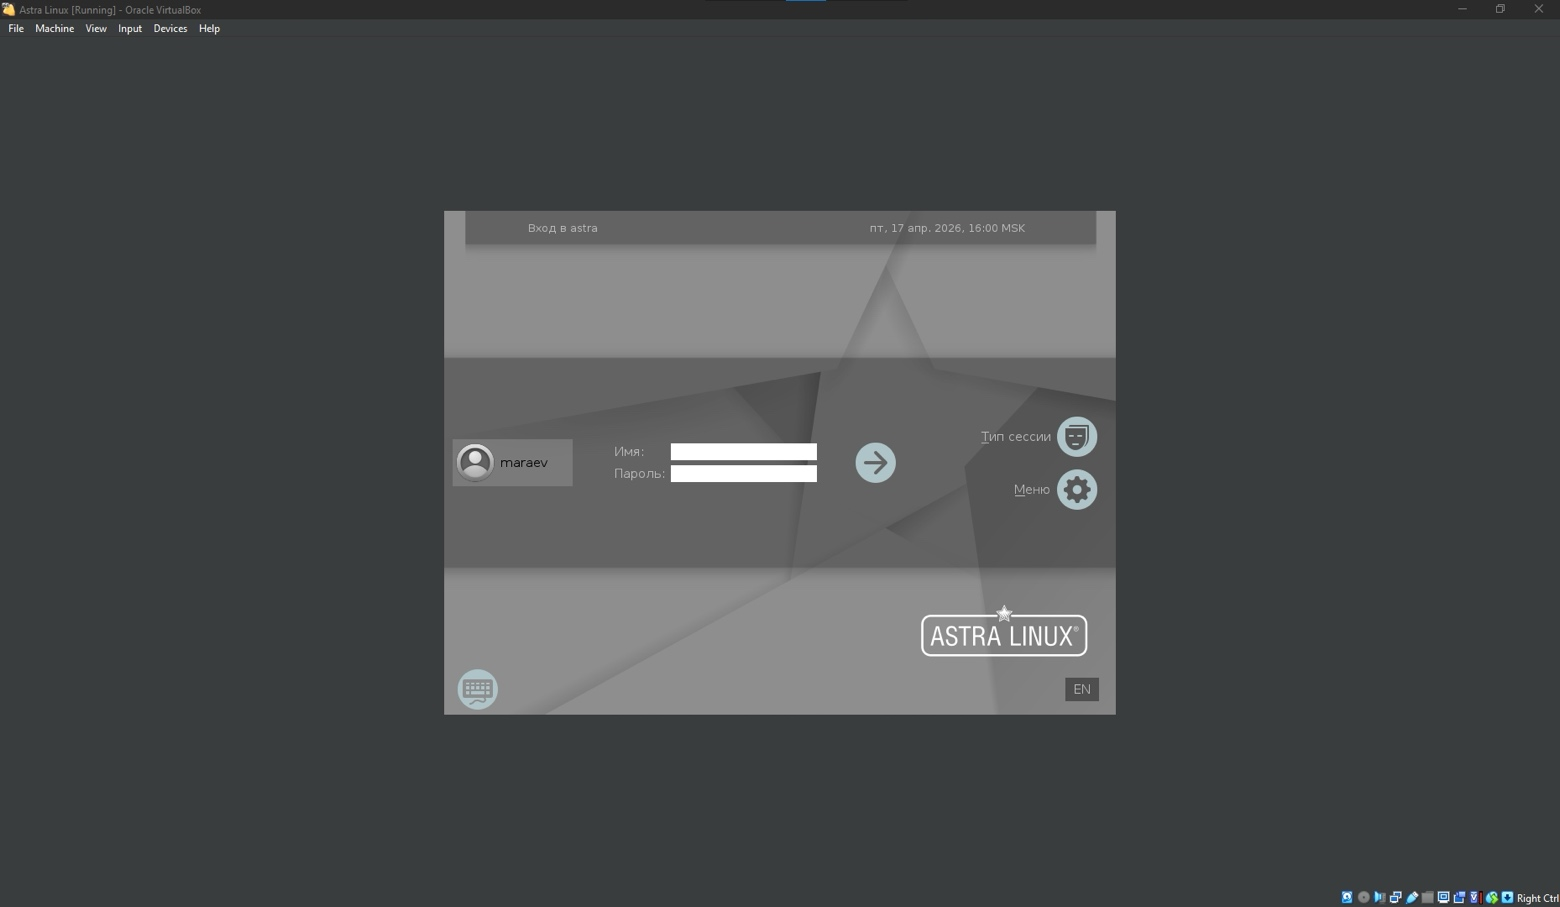 Astra Linux [Running] - Oracle VirtualBox
File Machine View Input Devices Help
Вход в astra
пт, 17 апр. 2026, 16:00 MSK
maraev
Имя:
Пароль:
Тип сессии
Меню
ASTRA LINUX®
EN
Right Ctrl